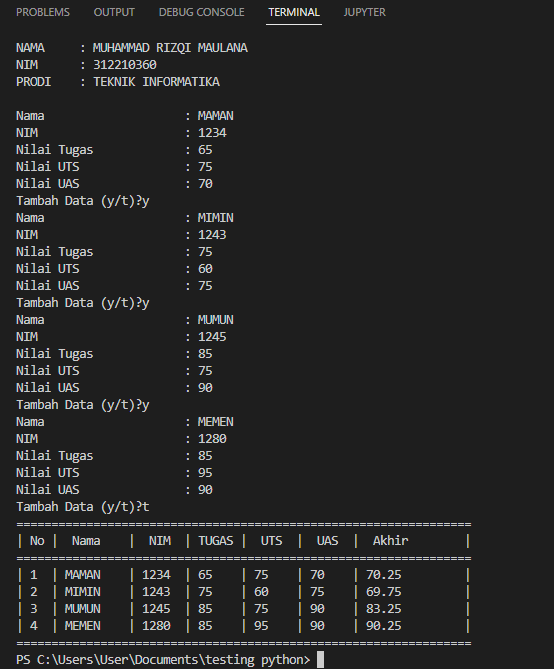 PROBLEMS OUTPUT DEBUG CONSOLE TERMINAL JUPYTER
NAMA : MUHAMMAD RIZQI MAULANA
NIM : 312210360
PRODI : TEKNIK INFORMATIKA
Nama : MAMAN
NIM : 1234
Nilai Tugas : 65
Nilai UTS : 75
Nilai UAS : 70
Tambah Data (y/t)?y
Nama : MIMIN
NIM : 1243
Nilai Tugas : 75
Nilai UTS : 60
Nilai UAS : 75
Tambah Data (y/t)?y
Nama : MUMUN
NIM : 1245
Nilai Tugas : 85
Nilai UTS : 75
Nilai UAS : 90
Tambah Data (y/t)?y
Nama : MEMEN
NIM : 1280
Nilai Tugas : 85
Nilai UTS : 95
Nilai UAS : 90
Tambah Data (y/t)?t
=================================================================
| No | Nama | NIM | TUGAS | UTS | UAS | Akhir |
=================================================================
| 1 | MAMAN | 1234 | 65 | 75 | 70 | 70.25 |
| 2 | MIMIN | 1243 | 75 | 60 | 75 | 69.75 |
| 3 | MUMUN | 1245 | 85 | 75 | 90 | 83.25 |
| 4 | MEMEN | 1280 | 85 | 95 | 90 | 90.25 |
=================================================================
PS C:\Users\User\Documents\testing python>